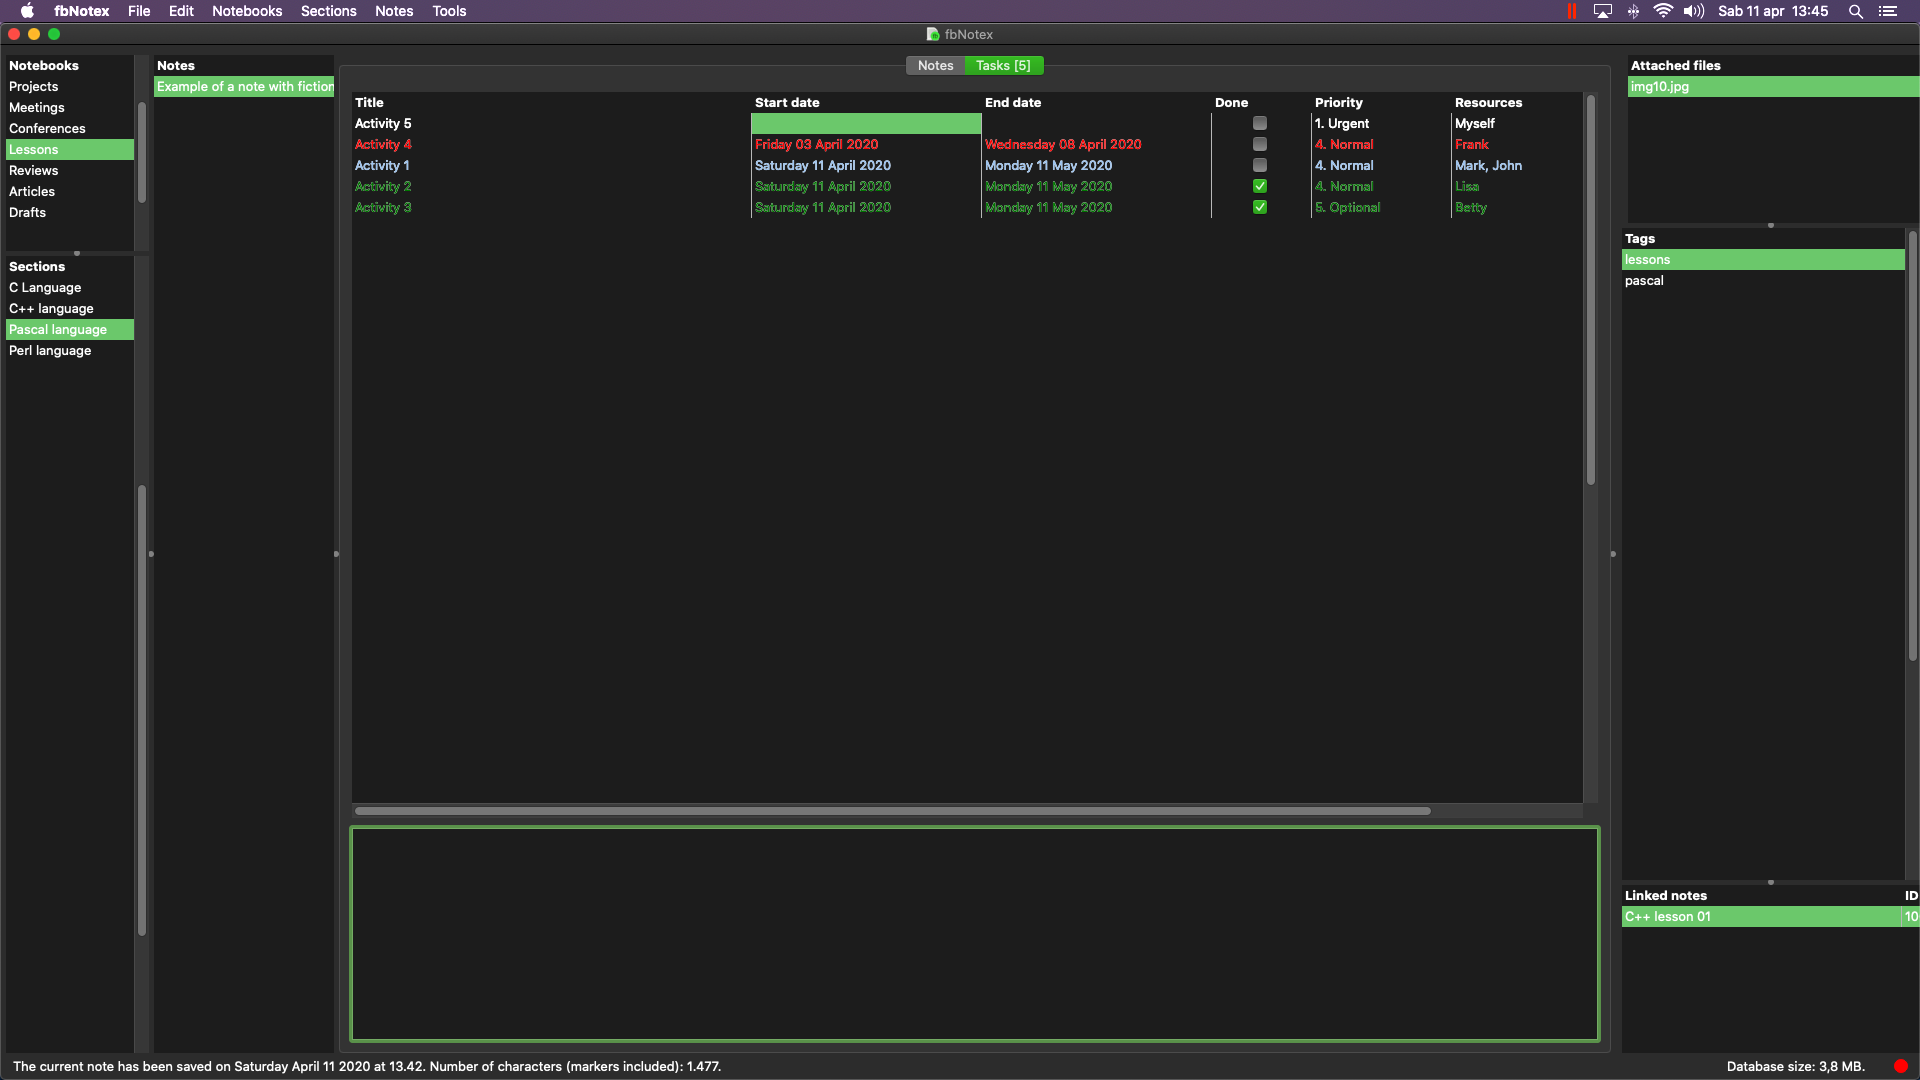 fbNotex File Edit Notebooks Sections Notes Tools Sab 11 apr 13:45
fbNotex
Notebooks
Projects
Meetings
Conferences
Lessons
Reviews
Articles
Drafts
Sections
C Language
C++ language
Pascal language
Perl language
Notes
Example of a note with fiction
Notes Tasks [5]
Title Start date End date Done Priority Resources
Activity 5 1. Urgent Myself
Activity 4 Friday 03 April 2020 Wednesday 08 April 2020 4. Normal Frank
Activity 1 Saturday 11 April 2020 Monday 11 May 2020 4. Normal Mark, John
Activity 2 Saturday 11 April 2020 Monday 11 May 2020 4. Normal Lisa
Activity 3 Saturday 11 April 2020 Monday 11 May 2020 5. Optional Betty
Attached files
img10.jpg
Tags
lessons
pascal
Linked notes ID
C++ lesson 01 10
The current note has been saved on Saturday April 11 2020 at 13.42. Number of characters (markers included): 1.477.
Database size: 3,8 MB.